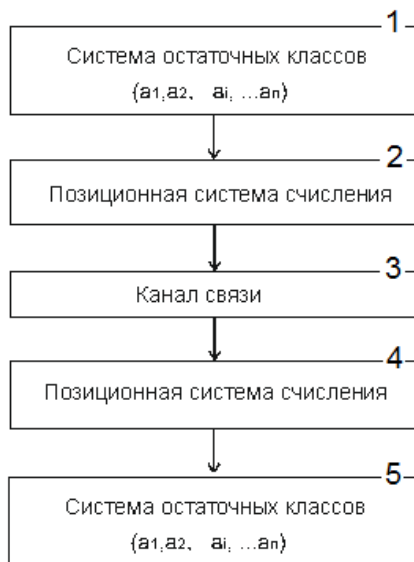 1
Система остаточных классов
(a1,a2, ai, ...an)
2
Позиционная система счисления
3
Канал связи
4
Позиционная система счисления
5
Система остаточных классов
(a1,a2, ai, ...an)